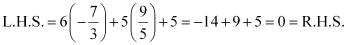 L.H.S. = 6(−7/3) + 5(9/5) + 5 = −14 + 9 + 5 = 0 = R.H.S.